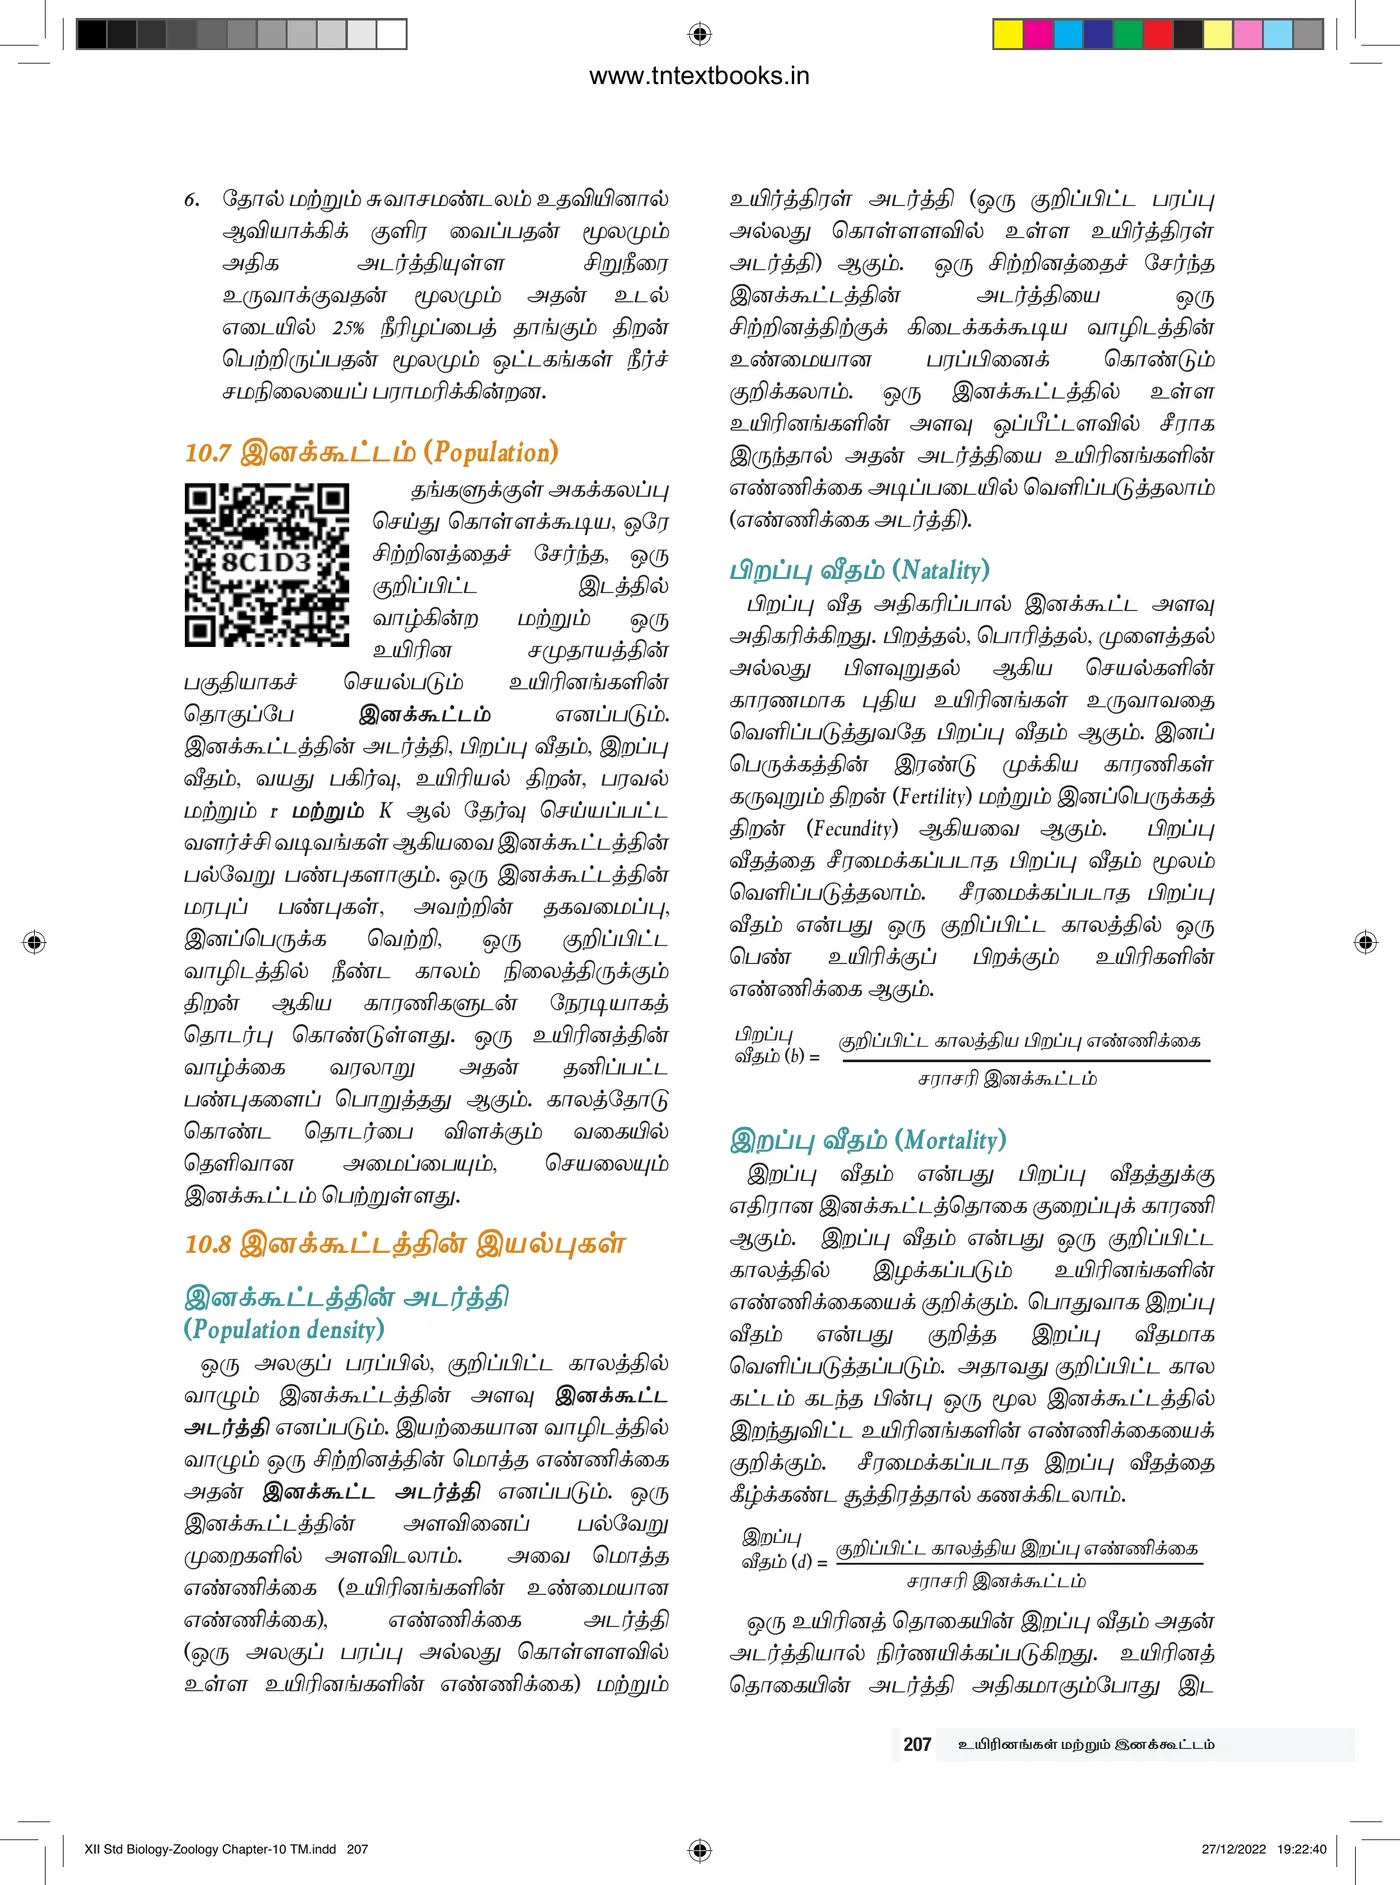 www.tntextbooks.in
6. தோல் மற்றும் சுவாசமண்டலம் உதவியினால்
ஆவியாக்கிக் குளிர வைப்பதன் மூலமும்
அதிக அடர்த்தியுள்ள சிறுநீரை
உருவாக்குவதன் மூலமும் அதன் உடல்
எடையில் 25% நீரிழப்பைத் தாங்கும் திறன்
பெற்றிருப்பதன் மூலமும் ஒட்டகங்கள் நீர்ச்
சமநிலையைப் பராமரிக்கின்றன.
10.7 இனக்கூட்டம் (Population)
8C1D3
தங்களுக்குள் அகக்கலப்பு
செய்து கொள்ளக்கூடிய, ஒரே
சிற்றினத்தைச் சேர்ந்த, ஒரு
குறிப்பிட்ட இடத்தில்
வாழ்கின்ற மற்றும் ஒரு
உயிரின சமுதாயத்தின்
பகுதியாகச் செயல்படும் உயிரினங்களின்
தொகுப்பே இனக்கூட்டம் எனப்படும்.
இனக்கூட்டத்தின் அடர்த்தி, பிறப்பு வீதம், இறப்பு
வீதம், வயது பகிர்வு, உயிரியல் திறன், பரவல்
மற்றும் r மற்றும் K ஆல் தேர்வு செய்யப்பட்ட
வளர்ச்சி வடிவங்கள் ஆகியவை இனக்கூட்டத்தின்
பல்வேறு பண்புகளாகும். ஒரு இனக்கூட்டத்தின்
மரபுப் பண்புகள், அவற்றின் தகவமைப்பு,
இனப்பெருக்க வெற்றி, ஒரு குறிப்பிட்ட
வாழிடத்தில் நீண்ட காலம் நிலைத்திருக்கும்
திறன் ஆகிய காரணிகளுடன் நேரடியாகத்
தொடர்பு கொண்டுள்ளது. ஒரு உயிரினத்தின்
வாழ்க்கை வரலாறு அதன் தனிப்பட்ட
பண்புகளைப் பொறுத்தது ஆகும். காலத்தோடு
கொண்ட தொடர்பை விளக்கும் வகையில்
தெளிவான அமைப்பையும், செயலையும்
இனக்கூட்டம் பெற்றுள்ளது.
10.8 இனக்கூட்டத்தின் இயல்புகள்
இனக்கூட்டத்தின் அடர்த்தி
(Population density)
ஒரு அலகுப் பரப்பில், குறிப்பிட்ட காலத்தில்
வாழும் இனக்கூட்டத்தின் அளவு இனக்கூட்ட
அடர்த்தி எனப்படும். இயற்கையான வாழிடத்தில்
வாழும் ஒரு சிற்றினத்தின் மொத்த எண்ணிக்கை
அதன் இனக்கூட்ட அடர்த்தி எனப்படும். ஒரு
இனக்கூட்டத்தின் அளவினைப் பல்வேறு
முறைகளில் அளவிடலாம். அவை மொத்த
எண்ணிக்கை (உயிரினங்களின் உண்மையான
எண்ணிக்கை), எண்ணிக்கை அடர்த்தி
(ஒரு அலகுப் பரப்பு அல்லது கொள்ளளவில்
உள்ள உயிரினங்களின் எண்ணிக்கை) மற்றும்
உயிர்த்திரள் அடர்த்தி (ஒரு குறிப்பிட்ட பரப்பு
அல்லது கொள்ளளவில் உள்ள உயிர்த்திரள்
அடர்த்தி) ஆகும். ஒரு சிற்றினத்தைச் சேர்ந்த
இனக்கூட்டத்தின் அடர்த்தியை ஒரு
சிற்றினத்திற்குக் கிடைக்கக்கூடிய வாழிடத்தின்
உண்மையான பரப்பினைக் கொண்டும்
குறிக்கலாம். ஒரு இனக்கூட்டத்தில் உள்ள
உயிரினங்களின் அளவு ஒப்பீட்டளவில் சீராக
இருந்தால் அதன் அடர்த்தியை உயிரினங்களின்
எண்ணிக்கை அடிப்படையில் வெளிப்படுத்தலாம்
(எண்ணிக்கை அடர்த்தி).
பிறப்பு வீதம் (Natality)
பிறப்பு வீத அதிகரிப்பால் இனக்கூட்ட அளவு
அதிகரிக்கிறது. பிறத்தல், பொரித்தல், முளைத்தல்
அல்லது பிளவுறுதல் ஆகிய செயல்களின்
காரணமாக புதிய உயிரினங்கள் உருவாவதை
வெளிப்படுத்துவதே பிறப்பு வீதம் ஆகும். இனப்
பெருக்கத்தின் இரண்டு முக்கிய காரணிகள்
கருவுறும் திறன் (Fertility) மற்றும் இனப்பெருக்கத்
திறன் (Fecundity) ஆகியவை ஆகும். பிறப்பு
வீதத்தை சீரமைக்கப்படாத பிறப்பு வீதம் மூலம்
வெளிப்படுத்தலாம். சீரமைக்கப்படாத பிறப்பு
வீதம் என்பது ஒரு குறிப்பிட்ட காலத்தில் ஒரு
பெண் உயிரிக்குப் பிறக்கும் உயிரிகளின்
எண்ணிக்கை ஆகும்.
பிறப்பு
வீதம் (b) = குறிப்பிட்ட காலத்திய பிறப்பு எண்ணிக்கை
சராசரி இனக்கூட்டம்
இறப்பு வீதம் (Mortality)
இறப்பு வீதம் என்பது பிறப்பு வீதத்துக்கு
எதிரான இனக்கூட்டத்தொகை குறைப்புக் காரணி
ஆகும். இறப்பு வீதம் என்பது ஒரு குறிப்பிட்ட
காலத்தில் இழக்கப்படும் உயிரினங்களின்
எண்ணிக்கையைக் குறிக்கும். பொதுவாக இறப்பு
வீதம் என்பது குறித்த இறப்பு வீதமாக
வெளிப்படுத்தப்படும். அதாவது குறிப்பிட்ட கால
கட்டம் கடந்த பின்பு ஒரு மூல இனக்கூட்டத்தில்
இறந்துவிட்ட உயிரினங்களின் எண்ணிக்கையைக்
குறிக்கும். சீரமைக்கப்படாத இறப்பு வீதத்தை
கீழ்க்கண்ட சூத்திரத்தால் கணக்கிடலாம்.
இறப்பு
வீதம் (d) = குறிப்பிட்ட காலத்திய இறப்பு எண்ணிக்கை
சராசரி இனக்கூட்டம்
ஒரு உயிரினத் தொகையின் இறப்பு வீதம் அதன்
அடர்த்தியால் நிர்ணயிக்கப்படுகிறது. உயிரினத்
தொகையின் அடர்த்தி அதிகமாகும்போது இட
207 உயிரினங்கள் மற்றும் இனக்கூட்டம்
XII Std Biology-Zoology Chapter-10 TM.indd 207
27/12/2022 19:22:40